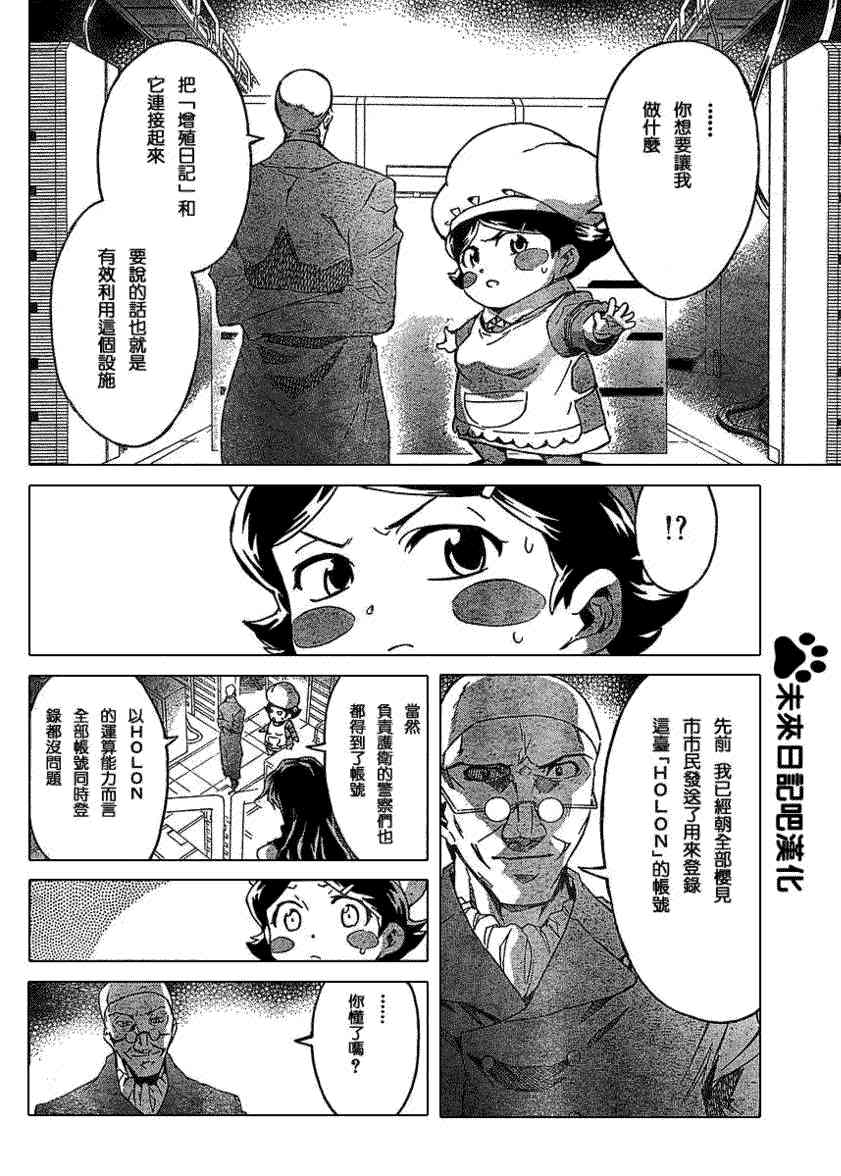 ……
你想要讓我
做什麼
把「增殖日記」和
它連接起來
要說的話也就是
有效利用這個設施
!?
先前 我已經朝全部櫻見
市市民發送了用來登錄
這臺「HOLON」的帳號
當然
負責護衛的警察們也
都得到了帳號
以HOLON
的運算能力而言
全部帳號同時登
錄都沒問題
……
你懂了嗎？
未來日記吧漢化